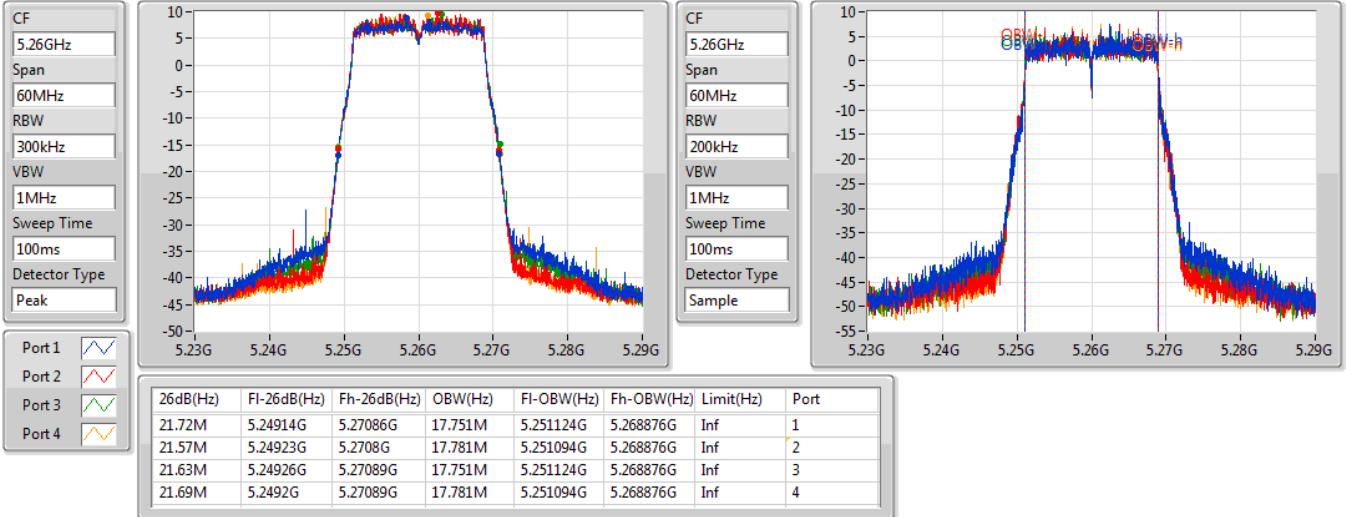 CF
5.26GHz
Span
60MHz
RBW
300kHz
VBW
1MHz
Sweep Time
100ms
Detector Type
Peak
10
5
0
-5
-10
-15
-20
-25
-30
-35
-40
-45
-50
5.23G 5.24G 5.25G 5.26G 5.27G 5.28G 5.29G
CF
5.26GHz
Span
60MHz
RBW
200kHz
VBW
1MHz
Sweep Time
100ms
Detector Type
Sample
10
5
0
-5
-10
-15
-20
-25
-30
-35
-40
-45
-50
-55
OBW-h
5.23G 5.24G 5.25G 5.26G 5.27G 5.28G 5.29G
Port 1
Port 2
Port 3
Port 4
26dB(Hz) Fl-26dB(Hz) Fh-26dB(Hz) OBW(Hz) Fl-OBW(Hz) Fh-OBW(Hz) Limit(Hz) Port
21.72M 5.24914G 5.27086G 17.751M 5.251124G 5.268876G Inf 1
21.57M 5.24923G 5.2708G 17.781M 5.251094G 5.268876G Inf 2
21.63M 5.24926G 5.27089G 17.751M 5.251124G 5.268876G Inf 3
21.69M 5.2492G 5.27089G 17.781M 5.251094G 5.268876G Inf 4